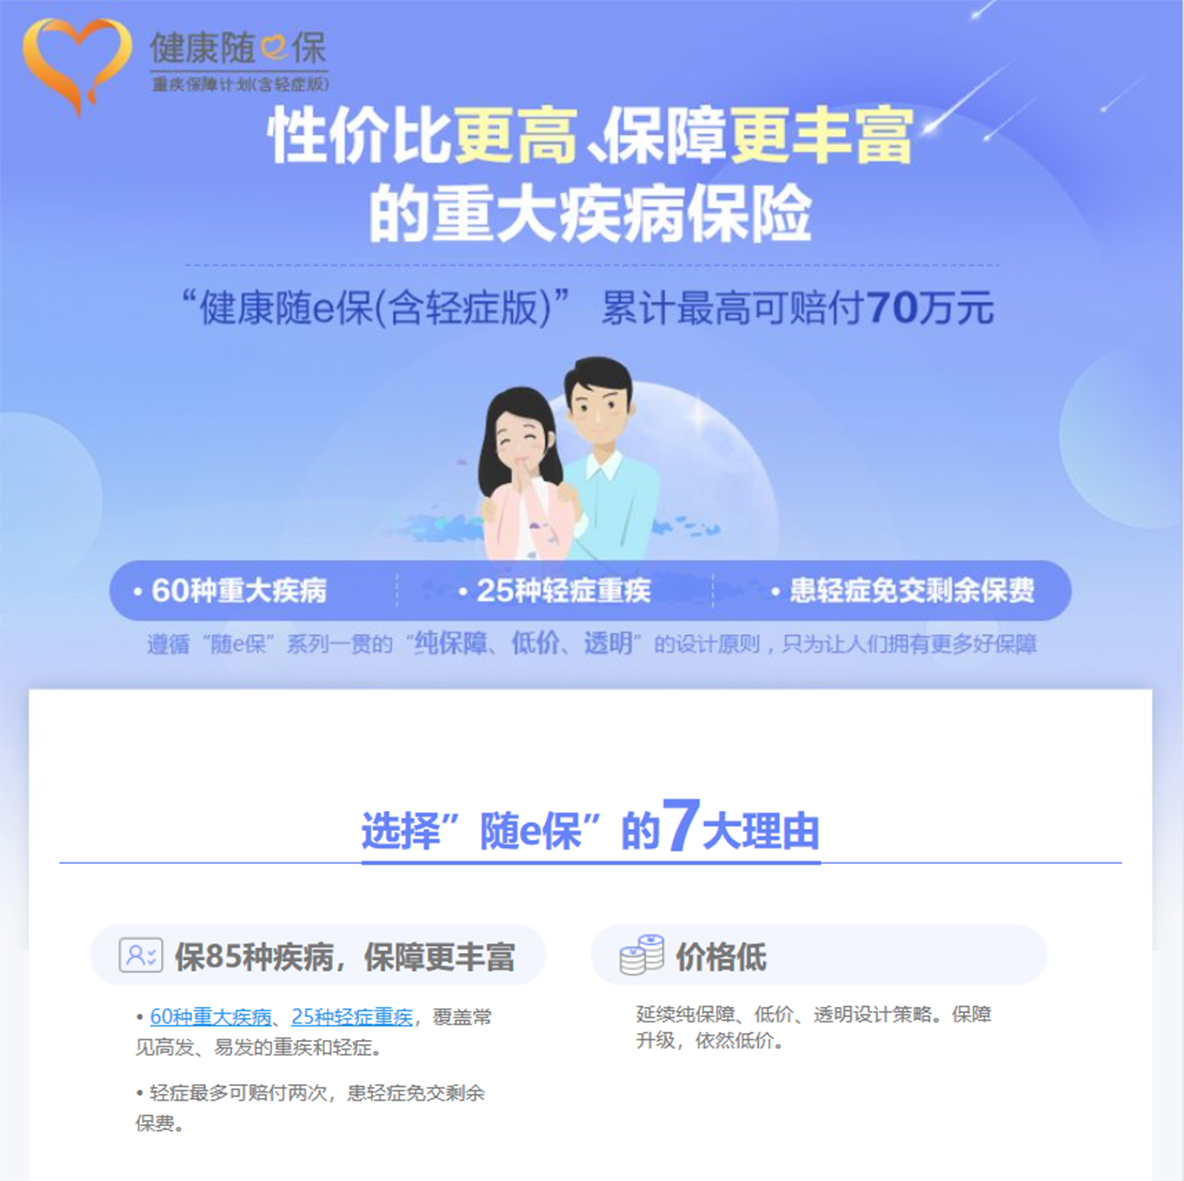 健康随e保
重疾保障计划(含轻症版)
性价比更高、保障更丰富
的重大疾病保险
“健康随e保(含轻症版)” 累计最高可赔付70万元
• 60种重大疾病 • 25种轻症重疾 • 患轻症免交剩余保费
遵循“随e保”系列一贯的“纯保障、低价、透明”的设计原则，只为让人们拥有更多好保障
选择”随e保”的7大理由
保85种疾病，保障更丰富
• 60种重大疾病、25种轻症重疾，覆盖常
见高发、易发的重疾和轻症。
• 轻症最多可赔付两次，患轻症免交剩余
保费。
价格低
延续纯保障、低价、透明设计策略。保障
升级，依然低价。